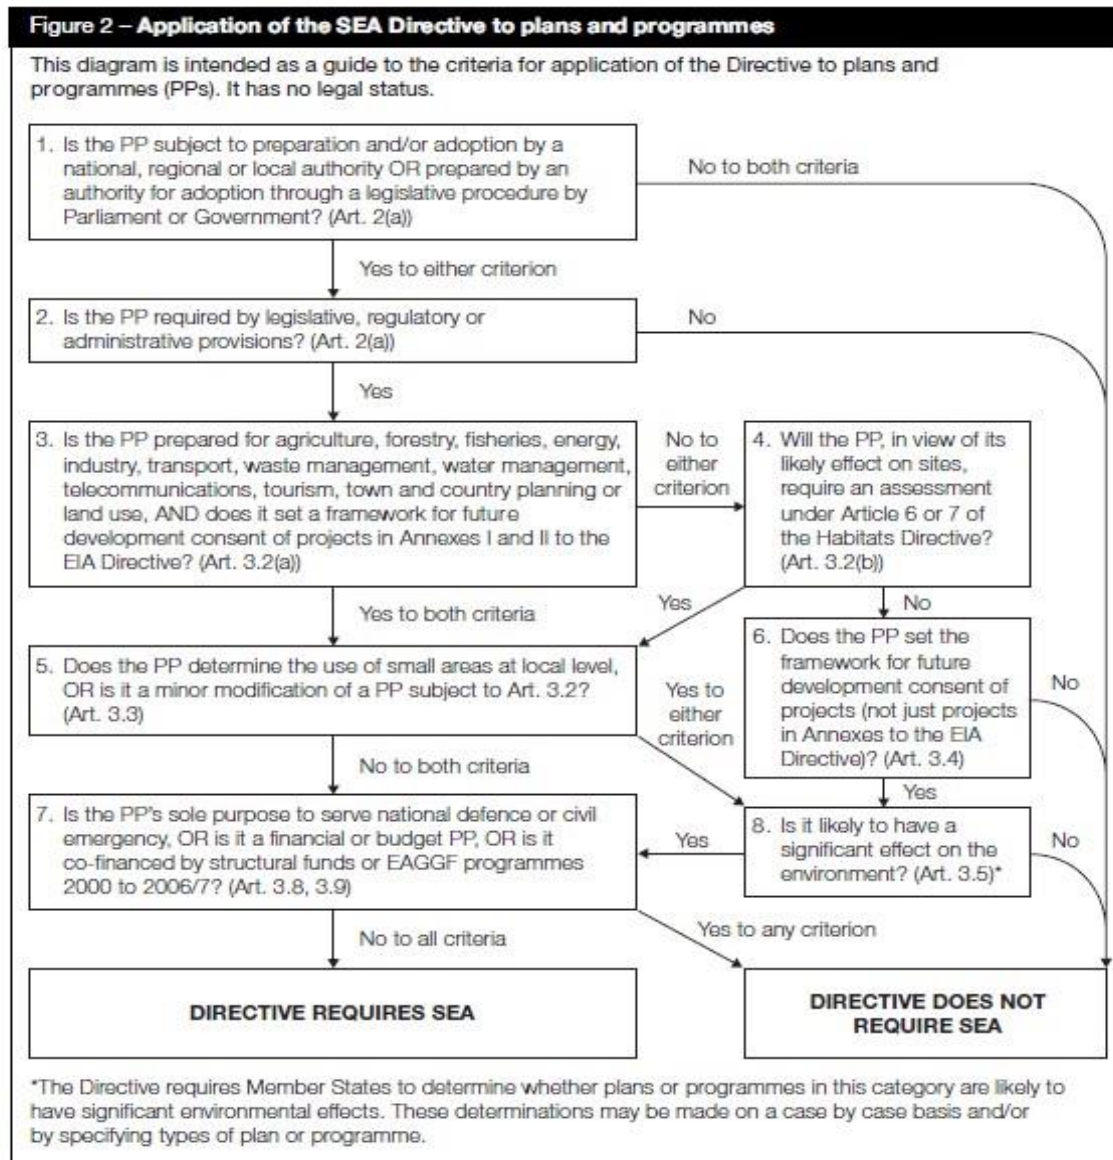 Figure 2 – Application of the SEA Directive to plans and programmes
This diagram is intended as a guide to the criteria for application of the Directive to plans and
programmes (PPs). It has no legal status.
1. Is the PP subject to preparation and/or adoption by a
national, regional or local authority OR prepared by an
authority for adoption through a legislative procedure by
Parliament or Government? (Art. 2(a))
No to both criteria
Yes to either criterion
2. Is the PP required by legislative, regulatory or
administrative provisions? (Art. 2(a))
No
Yes
3. Is the PP prepared for agriculture, forestry, fisheries, energy,
industry, transport, waste management, water management,
telecommunications, tourism, town and country planning or
land use, AND does it set a framework for future
development consent of projects in Annexes I and II to the
EIA Directive? (Art. 3.2(a))
No to
either
criterion
4. Will the PP, in view of its
likely effect on sites,
require an assessment
under Article 6 or 7 of
the Habitats Directive?
(Art. 3.2(b))
Yes to both criteria
Yes
No
5. Does the PP determine the use of small areas at local level,
OR is it a minor modification of a PP subject to Art. 3.2?
(Art. 3.3)
Yes to
either
criterion
6. Does the PP set the
framework for future
development consent of
projects (not just projects
in Annexes to the EIA
Directive)? (Art. 3.4)
No
No to both criteria
Yes
7. Is the PP's sole purpose to serve national defence or civil
emergency, OR is it a financial or budget PP, OR is it
co-financed by structural funds or EAGGF programmes
2000 to 2006/7? (Art. 3.8, 3.9)
Yes
8. Is it likely to have a
significant effect on the
environment? (Art. 3.5)*
No
No to all criteria
Yes to any criterion
DIRECTIVE REQUIRES SEA
DIRECTIVE DOES NOT
REQUIRE SEA
*The Directive requires Member States to determine whether plans or programmes in this category are likely to
have significant environmental effects. These determinations may be made on a case by case basis and/or
by specifying types of plan or programme.